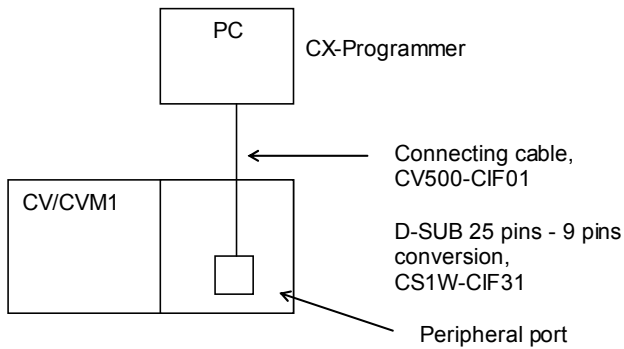 PC
CX-Programmer
Connecting cable,
CV500-CIF01
CV/CVM1
D-SUB 25 pins - 9 pins
conversion,
CS1W-CIF31
Peripheral port